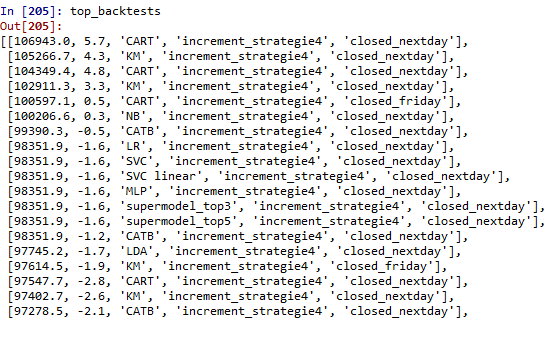 In [205]: top_backtests
Out[205]:
[[106943.0, 5.7, 'CART', 'increment_strategie4', 'closed_nextday'],
[105266.7, 4.3, 'KM', 'increment_strategie4', 'closed_nextday'],
[104349.4, 4.8, 'CART', 'increment_strategie4', 'closed_nextday'],
[102911.3, 3.3, 'KM', 'increment_strategie4', 'closed_nextday'],
[100597.1, 0.5, 'CART', 'increment_strategie4', 'closed_friday'],
[100206.6, 0.3, 'NB', 'increment_strategie4', 'closed_nextday'],
[99390.3, -0.5, 'CATB', 'increment_strategie4', 'closed_nextday'],
[98351.9, -1.6, 'LR', 'increment_strategie4', 'closed_nextday'],
[98351.9, -1.6, 'SVC', 'increment_strategie4', 'closed_nextday'],
[98351.9, -1.6, 'SVC linear', 'increment_strategie4', 'closed_nextday'],
[98351.9, -1.6, 'MLP', 'increment_strategie4', 'closed_nextday'],
[98351.9, -1.6, 'supermodel_top3', 'increment_strategie4', 'closed_nextday'],
[98351.9, -1.6, 'supermodel_top5', 'increment_strategie4', 'closed_nextday'],
[98351.9, -1.2, 'CATB', 'increment_strategie4', 'closed_nextday'],
[97745.2, -1.7, 'LDA', 'increment_strategie4', 'closed_nextday'],
[97614.5, -1.9, 'KM', 'increment_strategie4', 'closed_friday'],
[97547.7, -2.8, 'CART', 'increment_strategie4', 'closed_nextday'],
[97402.7, -2.6, 'KM', 'increment_strategie4', 'closed_nextday'],
[97278.5, -2.1, 'CATB', 'increment_strategie4', 'closed_nextday'],